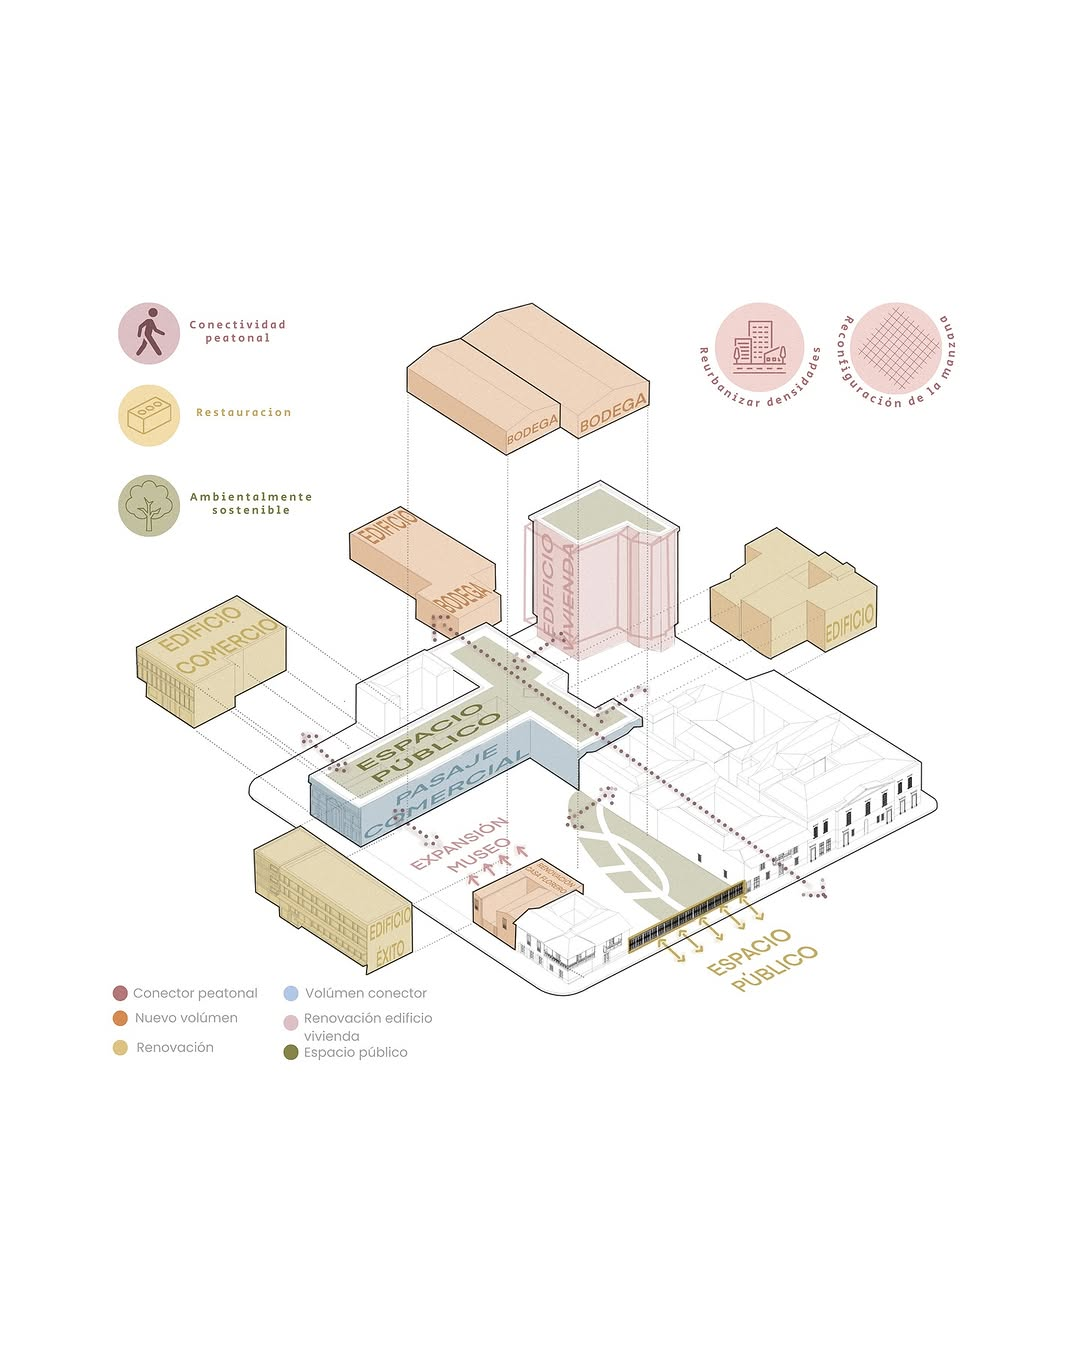 Conectividad
peatonal
Restauracion
Ambientalmente
sostenible
Reurbanizar densidades
Reconfiguración de la manzana
BODEGA
BODEGA
EDIFICIO
BODEGA
EDIFICIO
VIVIENDA
EDIFICIO
EDIFICIO
COMERCIO
ESPACIO
PÚBLICO
PASAJE
COMERCIAL
EXPANSIÓN
MUSEO
RENOVACIÓN
CASA FLORERO
EDIFICIO
ÉXITO
ESPACIO
PÚBLICO
Conector peatonal
Nuevo volúmen
Renovación
Volúmen conector
Renovación edificio
vivienda
Espacio público